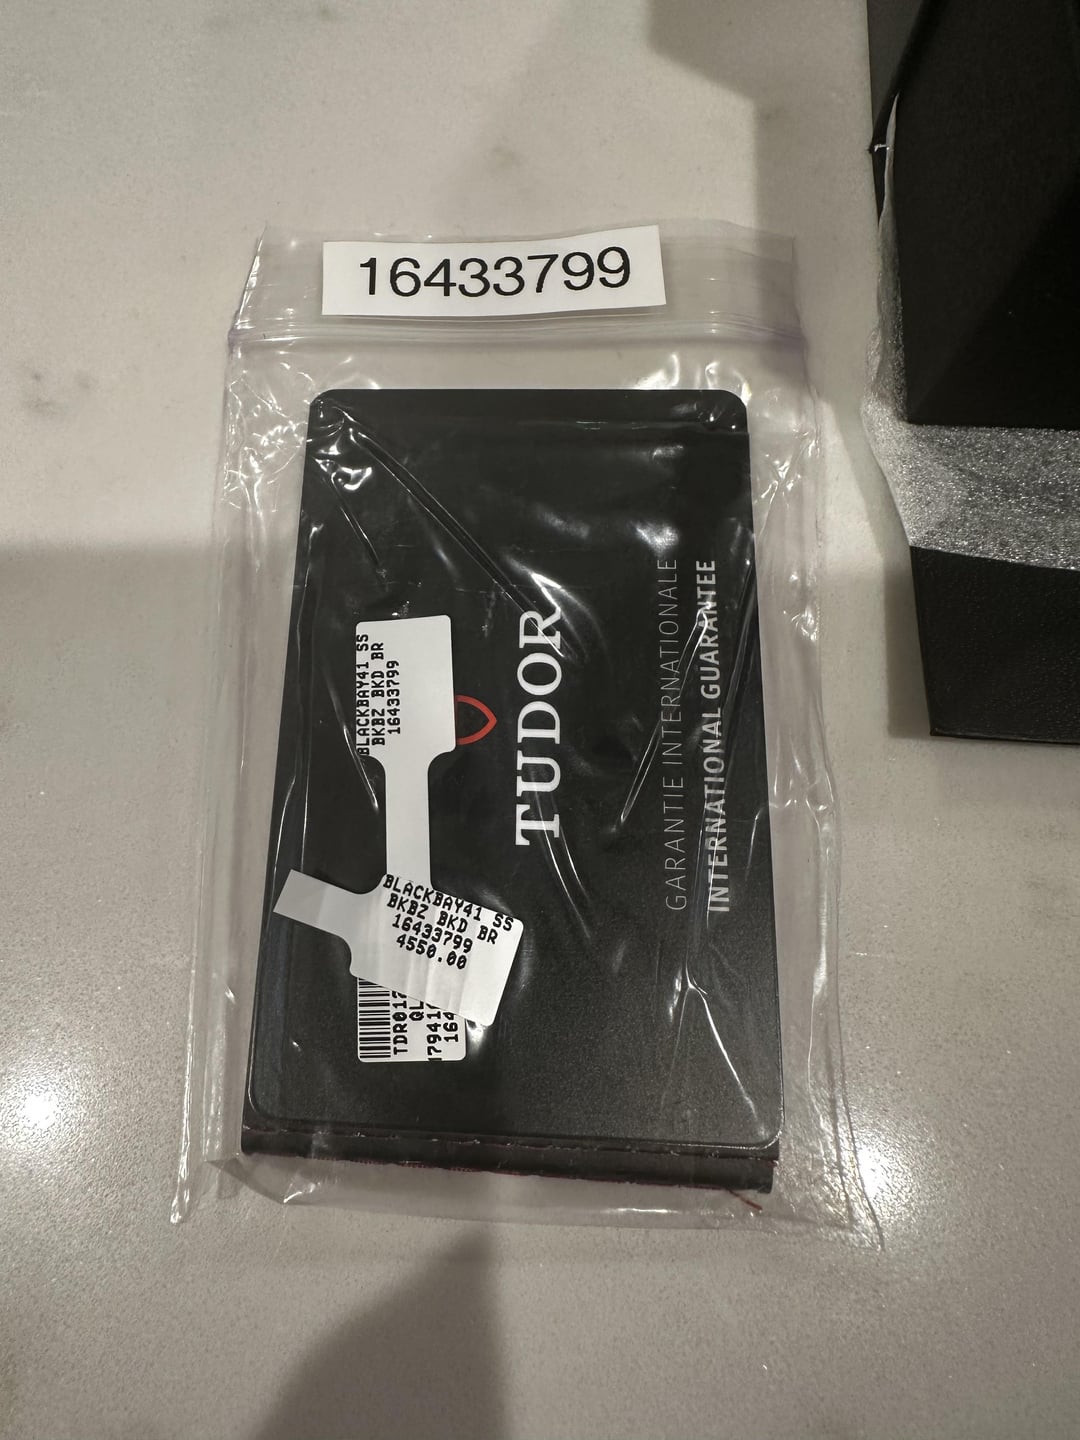 16433799
BLACKBAY41 SS
BKBZ BKD BR
16433799
TUDOR
GARANTIE INTERNATIONALE
INTERNATIONAL GUARANTEE
BLACKBAY41 SS
BKBZ BKD BR
16433799
4550.00